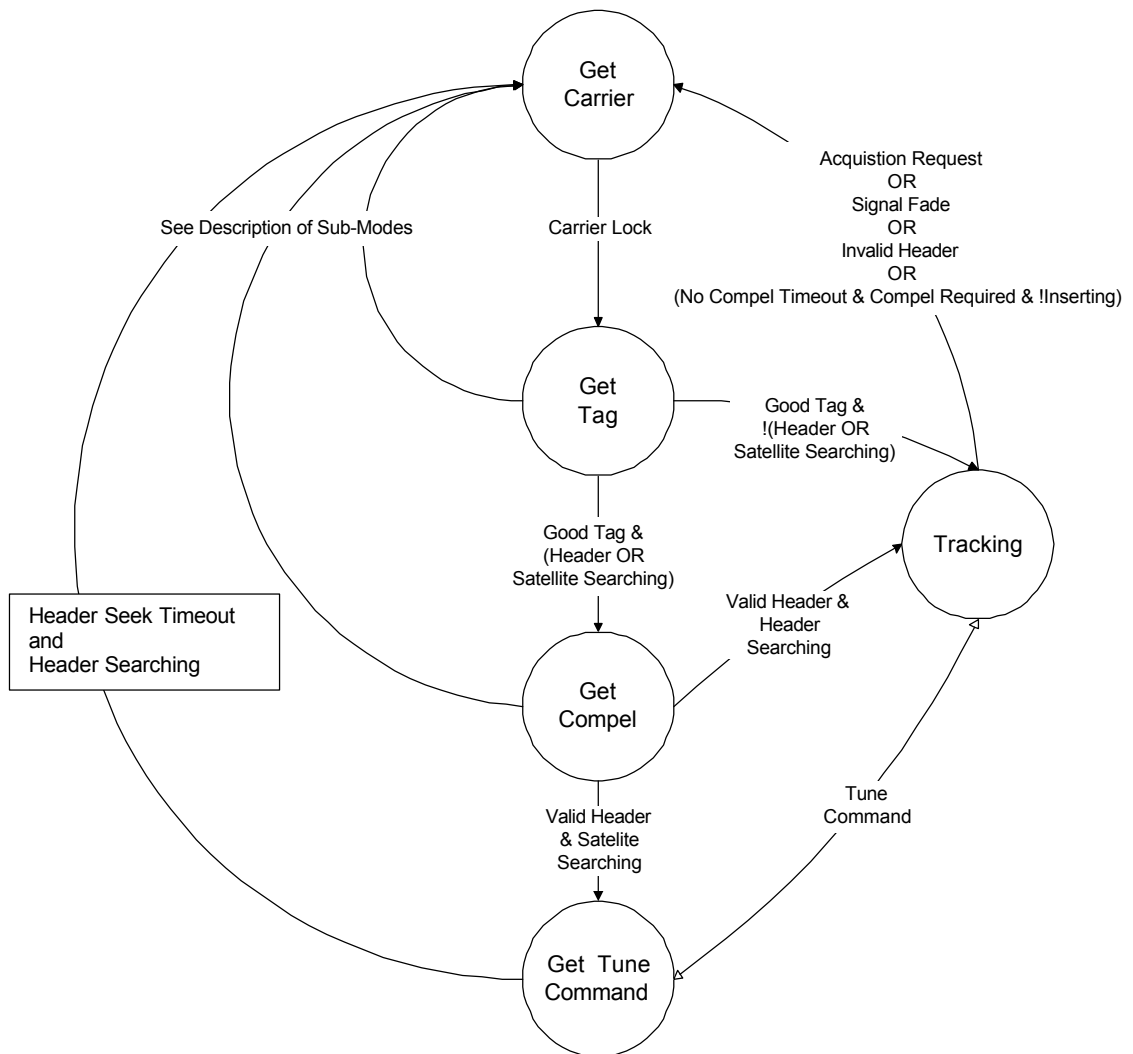 Get
Carrier
Acquistion Request
OR
Signal Fade
OR
Invalid Header
OR
(No Compel Timeout & Compel Required & !Inserting)
See Description of Sub-Modes
Carrier Lock
Get
Tag
Good Tag &
!(Header OR
Satellite Searching)
Good Tag &
(Header OR
Satellite Searching)
Tracking
Header Seek Timeout
and
Header Searching
Valid Header &
Header
Searching
Get
Compel
Tune
Command
Valid Header
& Satelite
Searching
Get Tune
Command